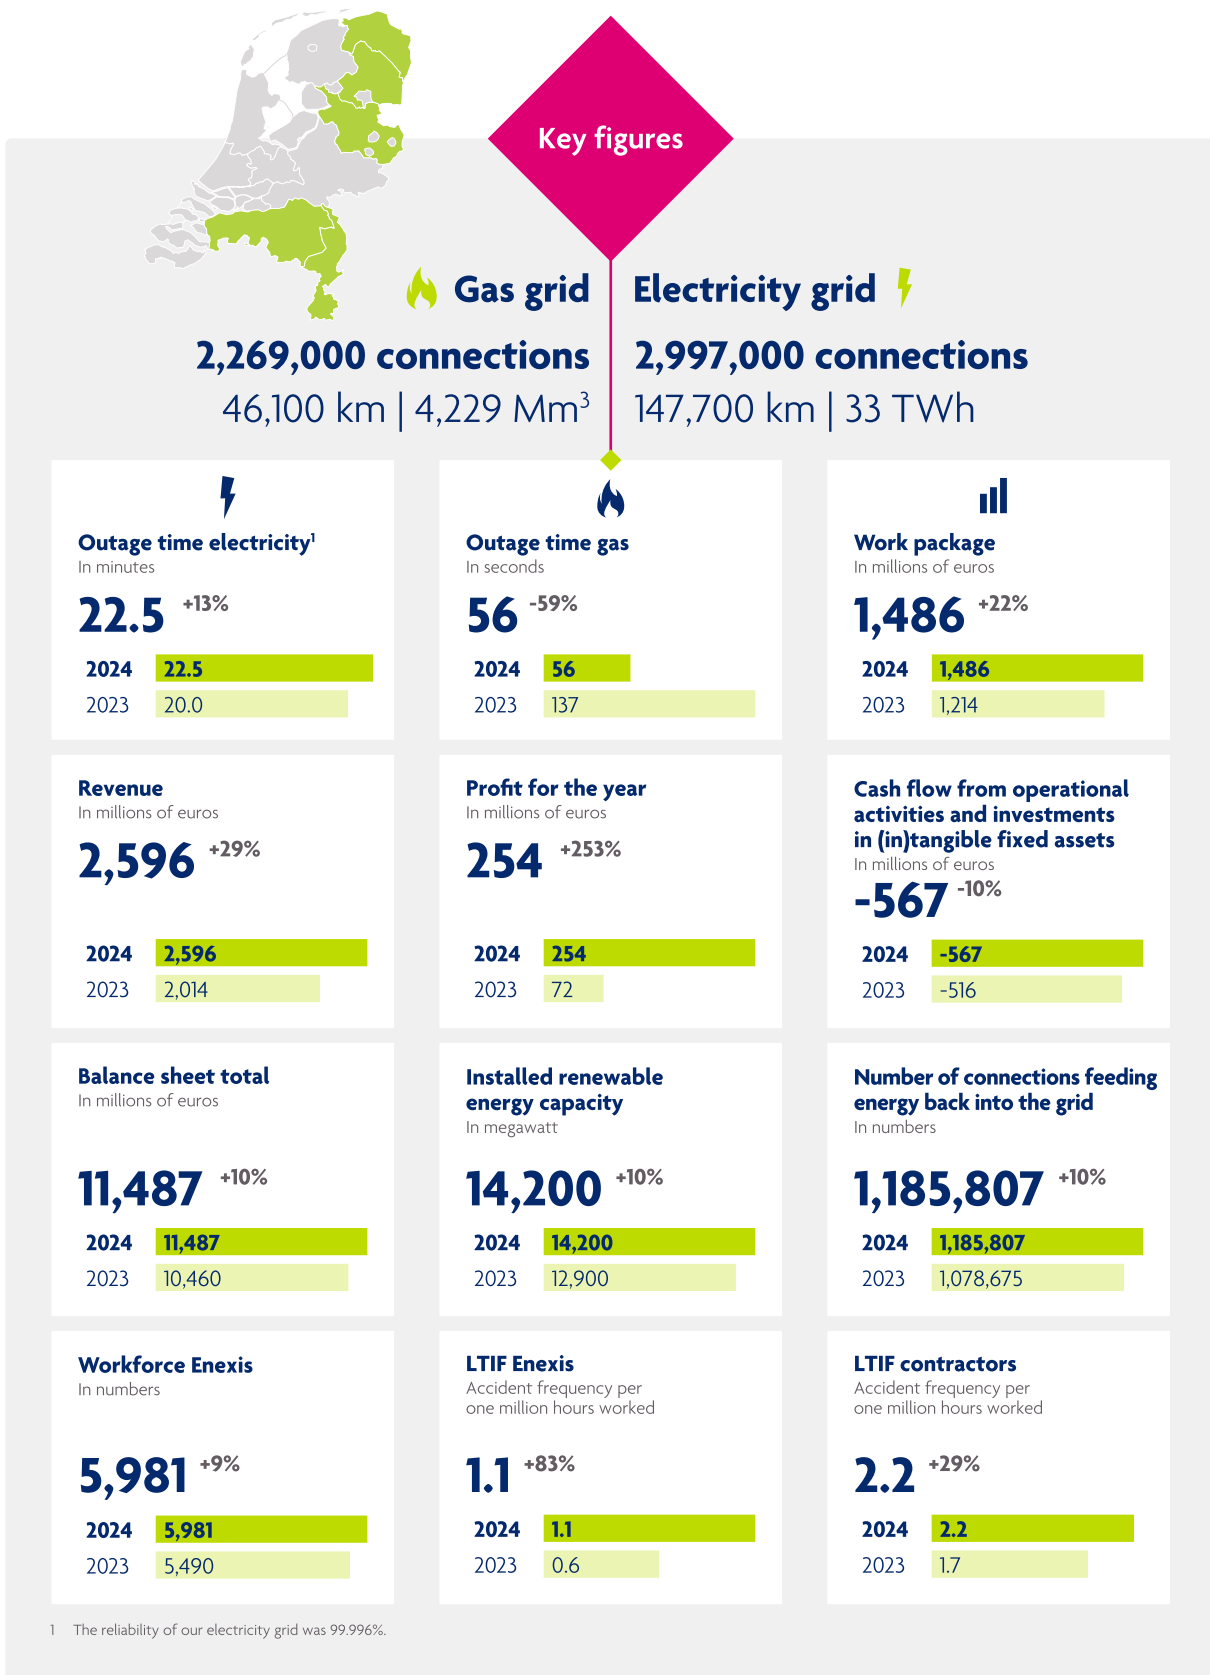 Key figures
Gas grid
2,269,000 connections
46,100 km | 4,229 Mm³
Electricity grid
2,997,000 connections
147,700 km | 33 TWh
Outage time electricity¹
In minutes
22.5 +13%
2024 22.5
2023 20.0
Outage time gas
In seconds
56 -59%
2024 56
2023 137
Work package
In millions of euros
1,486 +22%
2024 1,486
2023 1,214
Revenue
In millions of euros
2,596 +29%
2024 2,596
2023 2,014
Profit for the year
In millions of euros
254 +253%
2024 254
2023 72
Cash flow from operational
activities and investments
in (in)tangible fixed assets
In millions of euros
-567 -10%
2024 -567
2023 -516
Balance sheet total
In millions of euros
11,487 +10%
2024 11,487
2023 10,460
Installed renewable
energy capacity
In megawatt
14,200 +10%
2024 14,200
2023 12,900
Number of connections feeding
energy back into the grid
In numbers
1,185,807 +10%
2024 1,185,807
2023 1,078,675
Workforce Enexis
In numbers
5,981 +9%
2024 5,981
2023 5,490
LTIF Enexis
Accident frequency per
one million hours worked
1.1 +83%
2024 1.1
2023 0.6
LTIF contractors
Accident frequency per
one million hours worked
2.2 +29%
2024 2.2
2023 1.7
1 The reliability of our electricity grid was 99.996%.